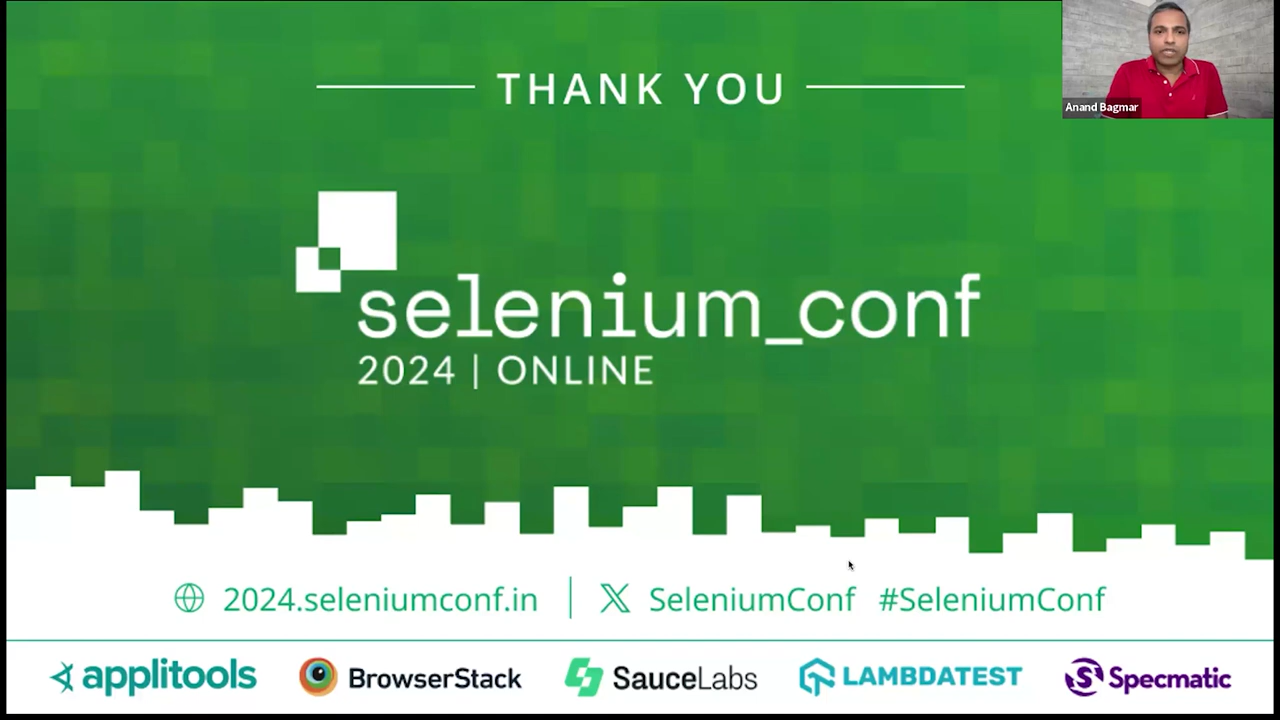 THANK YOU
Anand Bagmar
selenium_conf
2024 | ONLINE
2024.seleniumconf.in | X SeleniumConf #SeleniumConf
applitools BrowserStack SauceLabs LAMBDATEST Specmatic